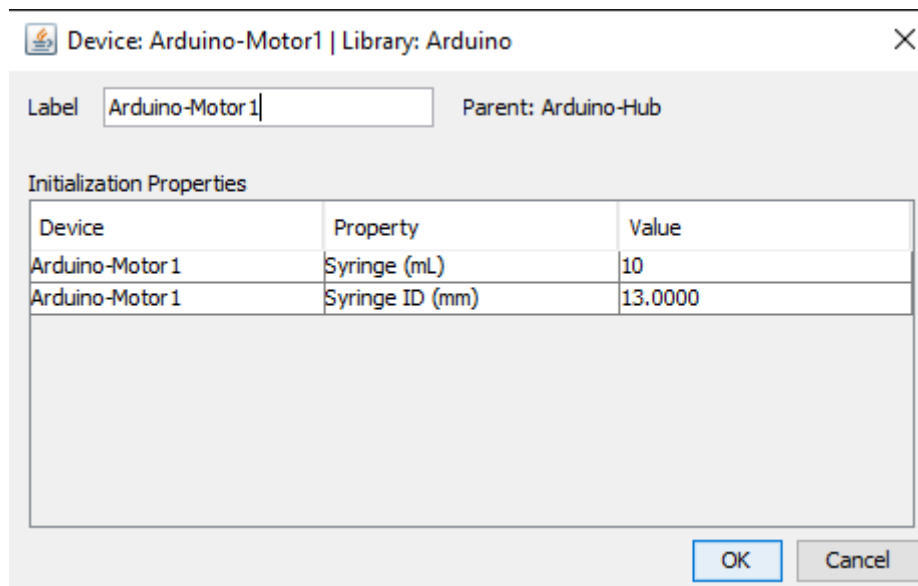 Device: Arduino-Motor1 | Library: Arduino
Label Arduino-Motor1 Parent: Arduino-Hub
Initialization Properties
Device Property Value
Arduino-Motor1 Syringe (mL) 10
Arduino-Motor1 Syringe ID (mm) 13.0000
OK Cancel